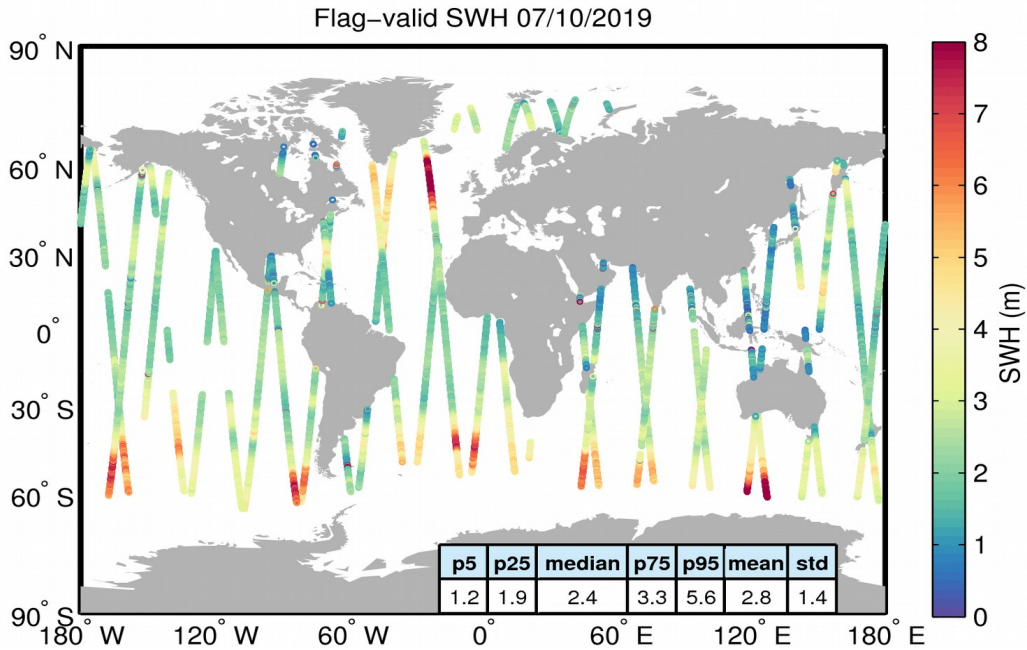 Flag−valid SWH 07/10/2019
90° N
60° N
30° N
0°
30° S
60° S
90° S
180° W
120° W
60° W
0°
60° E
120° E
180° E
p5 p25 median p75 p95 mean std
1.2 1.9 2.4 3.3 5.6 2.8 1.4
8
7
6
5
4
3
2
1
0
SWH (m)